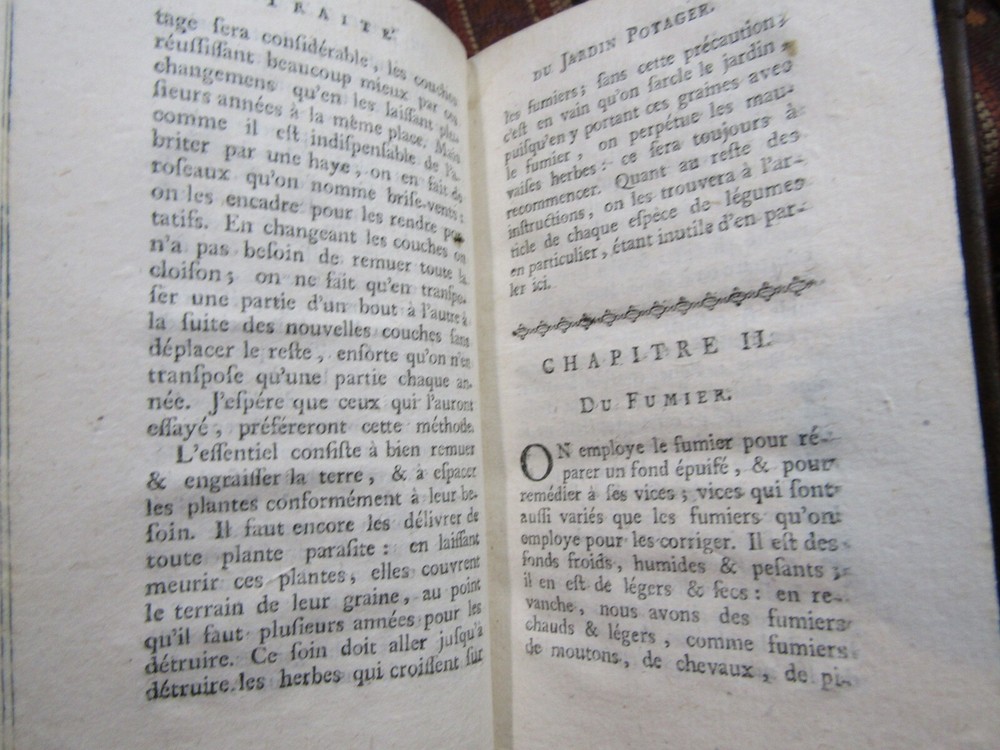 TRAITÉ
tage ſera conſidérable, les couches
réuſſiſſant beaucoup mieux par ces
changemens qu'en les laiſſant plu-
ſieurs années à la même place. Mais
comme il eſt indiſpenſable de l'a-
briter par une haye, on en fait de
roſeaux qu'on nomme briſe-vents;
on les encadre pour les rendre por-
tatifs. En changeant les couches on
n'a pas beſoin de remuer toute la
cloiſon; on ne fait qu'en tranſpo-
ſer une partie d'un bout à l'autre à
la ſuite des nouvelles couches ſans
déplacer le reſte, enſorte qu'on n'en
tranſpoſe qu'une partie chaque an-
née. J'eſpére que ceux qui l'auront
eſſayé, préféreront cette méthode.
L'eſſentiel conſiſte à bien remuer
& engraiſſer la terre, & à eſpacer
les plantes conformément à leur be-
ſoin. Il faut encore les délivrer de
toute plante paraſite: en laiſſant
meurir ces plantes, elles couvrent
le terrain de leur graine, au point
qu'il faut pluſieurs années pour les
détruire. Ce ſoin doit aller juſqu'à
détruire les herbes qui croiſſent ſur
DU JARDIN POTAGER.
les fumiers; ſans cette précaution,
c'eſt en vain qu'on ſarcle le jardin,
puiſqu'en y portant ces graines avec
le fumier, on perpétue les mau-
vaiſes herbes: ce ſera toujours à
recommencer. Quant au reſte des
inſtructions, on les trouvera à l'ar-
ticle de chaque eſpèce de légumes
en particulier, étant inutile d'en par-
ler ici.
CHAPITRE II.
DU FUMIER.
ON employe le fumier pour ré-
parer un fond épuiſé, & pour
remédier à ſes vices; vices qui ſont
auſſi variés que les fumiers qu'on
employe pour les corriger. Il eſt des
fonds froids, humides & peſants;
il en eſt de légers & ſecs: en re-
vanche, nous avons des fumiers
chauds & légers, comme fumiers
de moutons, de chevaux, de pi-